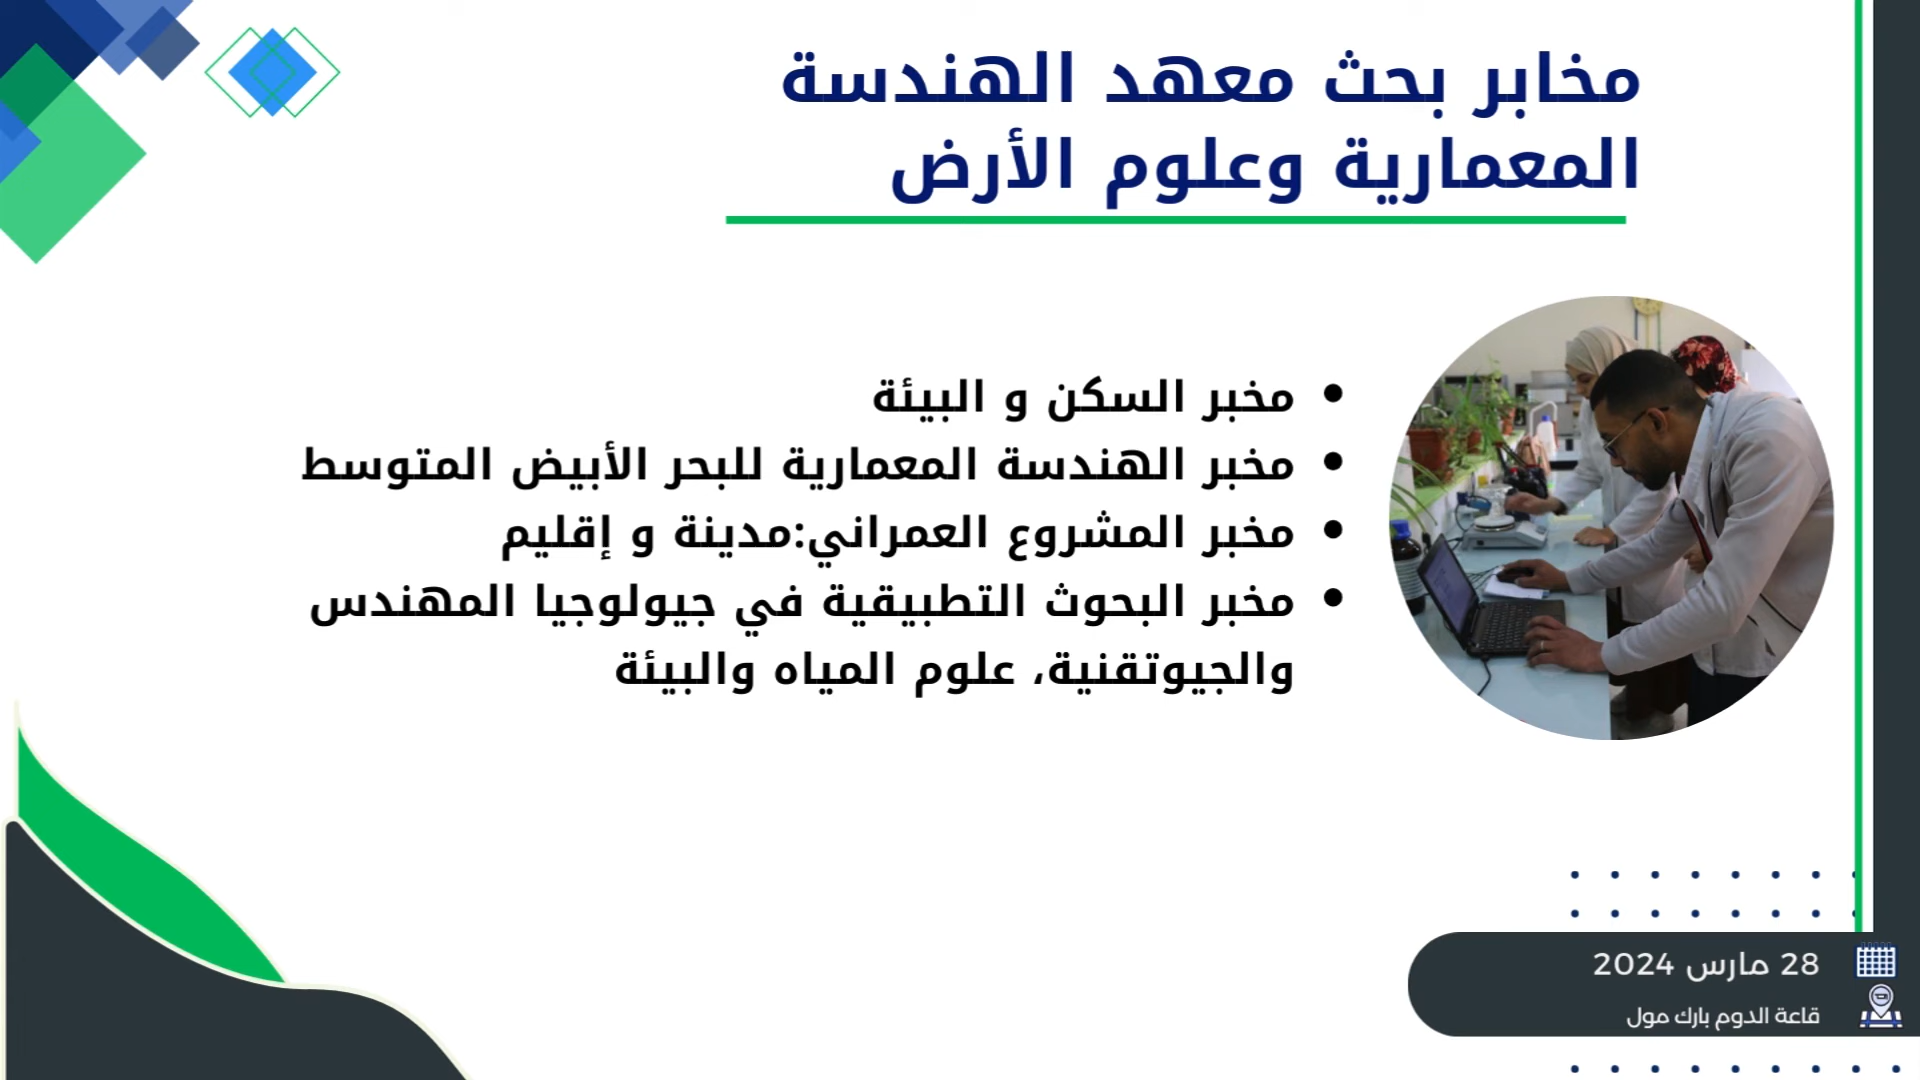 مخابر بحث معهد الهندسة
المعمارية وعلوم الأرض
• مخبر السكن و البيئة
• مخبر الهندسة المعمارية للبحر الأبيض المتوسط
• مخبر المشروع العمراني:مدينة و إقليم
• مخبر البحوث التطبيقية في جيولوجيا المهندس
والجيوتقنية، علوم المياه والبيئة
28 مارس 2024
قاعة الدوم بارك مول